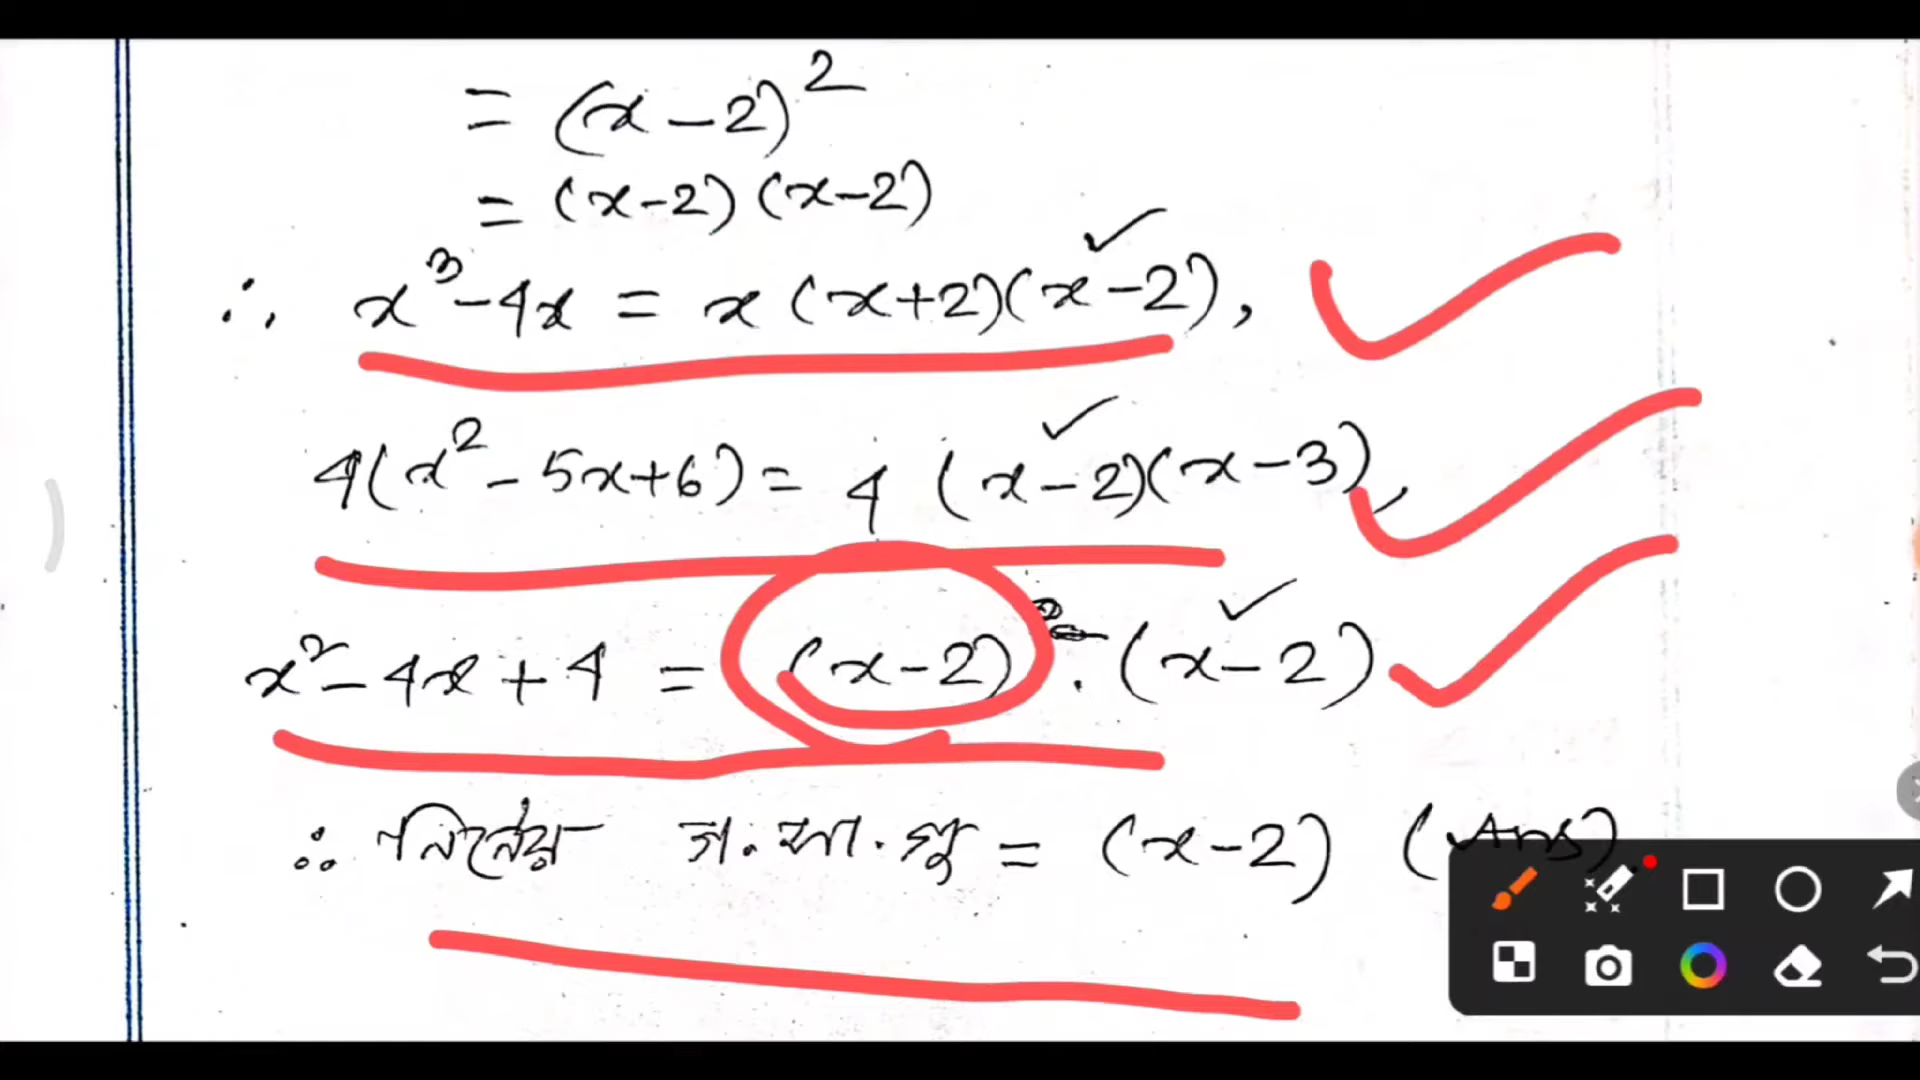 = (x-2)²
= (x-2) (x-2)
∴ x³-4x = x (x+2)(x-2),
4(x²-5x+6) = 4 (x-2)(x-3),
x²-4x+4 = (x-2) . (x-2)
∴ নির্নেয় গ.সা.গু = (x-2) (Ans)